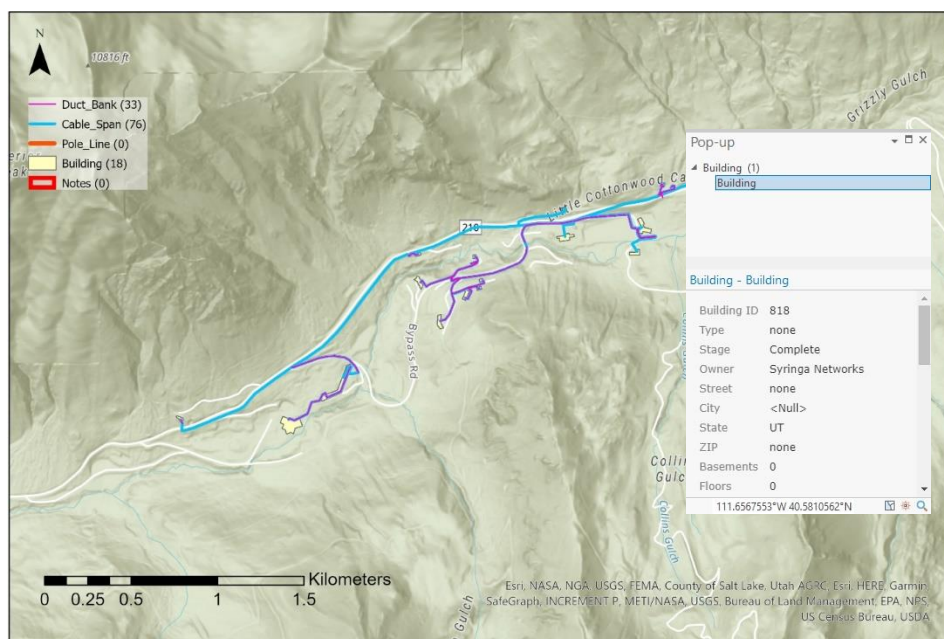 N
10816 ft
Duct_Bank (33)
Cable_Span (76)
Pole_Line (0)
Building (18)
Notes (0)
Grizzly Gulch
Little Cottonwood Ca
210
Bypass Rd
Pop-up
Building (1)
Building
Building - Building
Building ID 818
Type none
Stage Complete
Owner Syringa Networks
Street none
City <Null>
State UT
ZIP none
Basements 0
Floors 0
111.6567553°W 40.5810562°N
Collin
Gulc
Collins Gulch
Gulch
0 0.25 0.5 1 1.5 Kilometers
Esri, NASA, NGA, USGS, FEMA, County of Salt Lake, Utah AGRC, Esri, HERE, Garmin,
SafeGraph, INCREMENT P, METI/NASA, USGS, Bureau of Land Management, EPA, NPS,
US Census Bureau, USDA